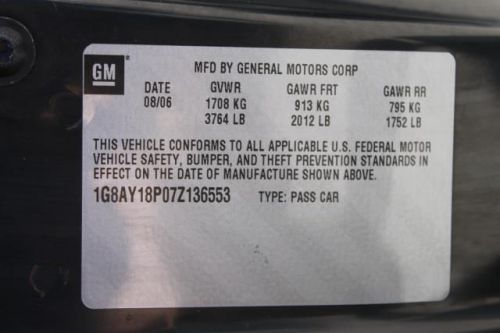 GM MFD BY GENERAL MOTORS CORP
DATE GVWR GAWR FRT GAWR RR
08/06 1708 KG 913 KG 795 KG
3764 LB 2012 LB 1752 LB
THIS VEHICLE CONFORMS TO ALL APPLICABLE U.S. FEDERAL MOTOR
VEHICLE SAFETY, BUMPER, AND THEFT PREVENTION STANDARDS IN
EFFECT ON THE DATE OF MANUFACTURE SHOWN ABOVE.
1G8AY18P07Z136553 TYPE: PASS CAR